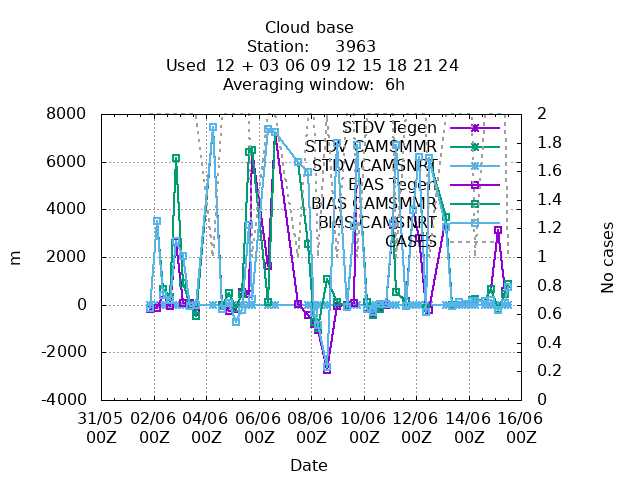 Cloud base
Station: 3963
Used 12 + 03 06 09 12 15 18 21 24
Averaging window: 6h
8000
6000
4000
2000
0
-2000
-4000
m
2
1.8
1.6
1.4
1.2
1
0.8
0.6
0.4
0.2
0
No cases
STDV Tegen
STDV CAMSMMR
STDV CAMSNRT
BIAS Tegen
BIAS CAMSMMR
BIAS CAMSNRT
CASES
31/05 02/06 04/06 06/06 08/06 10/06 12/06 14/06 16/06
00Z 00Z 00Z 00Z 00Z 00Z 00Z 00Z 00Z
Date